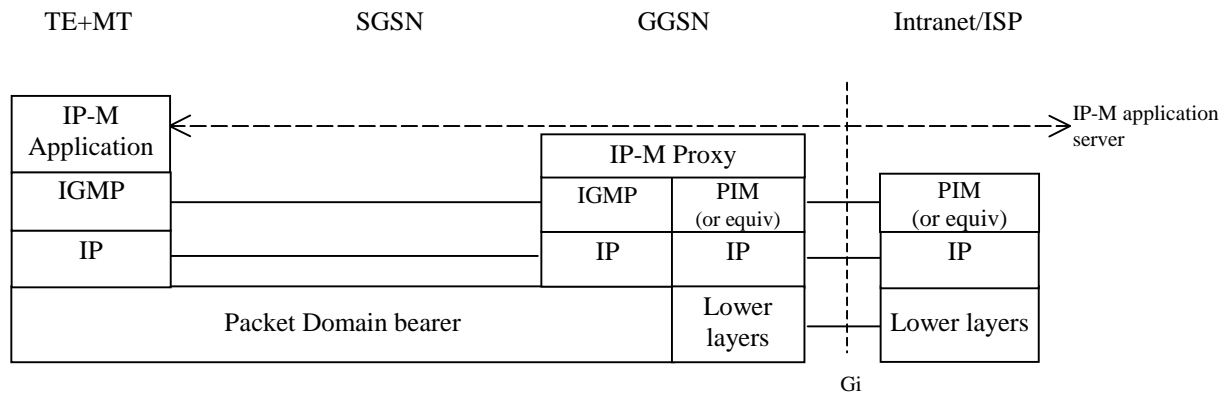 TE+MT SGSN GGSN Intranet/ISP
IP-M
Application
IP-M application
server
IP-M Proxy
IGMP IGMP PIM
(or equiv) PIM
(or equiv)
IP IP IP IP
Packet Domain bearer Lower
layers Lower layers
Gi